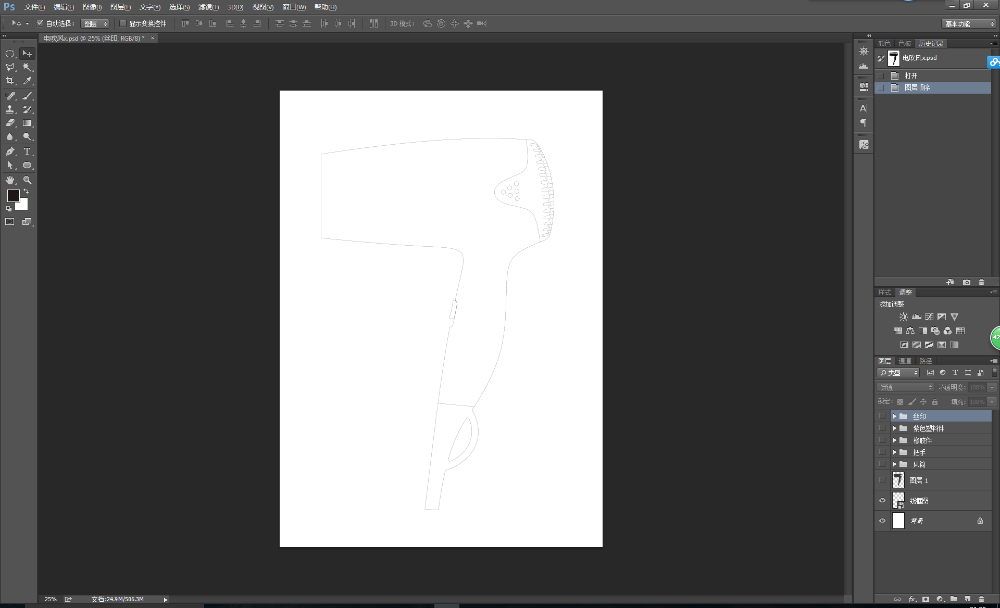 Ps 文件(F) 编辑(E) 图像(I) 图层(L) 文字(Y) 选择(S) 滤镜(T) 3D(D) 视图(V) 窗口(W) 帮助(H)
自动选择： 图层 显示变换控件 3D 模式： 基本功能
电吹风x.psd @ 25% (丝印, RGB/8) * ×
颜色 色板 历史记录
电吹风x.psd
打开
图层顺序
样式 调整
添加调整
42
图层 通道 路径
类型
穿透 不透明度： 100%
锁定： 填充： 100%
丝印
紫色塑料件
橡胶件
把手
风筒
图层 1
线框图
背景
25% 文档:24.9M/506.3M